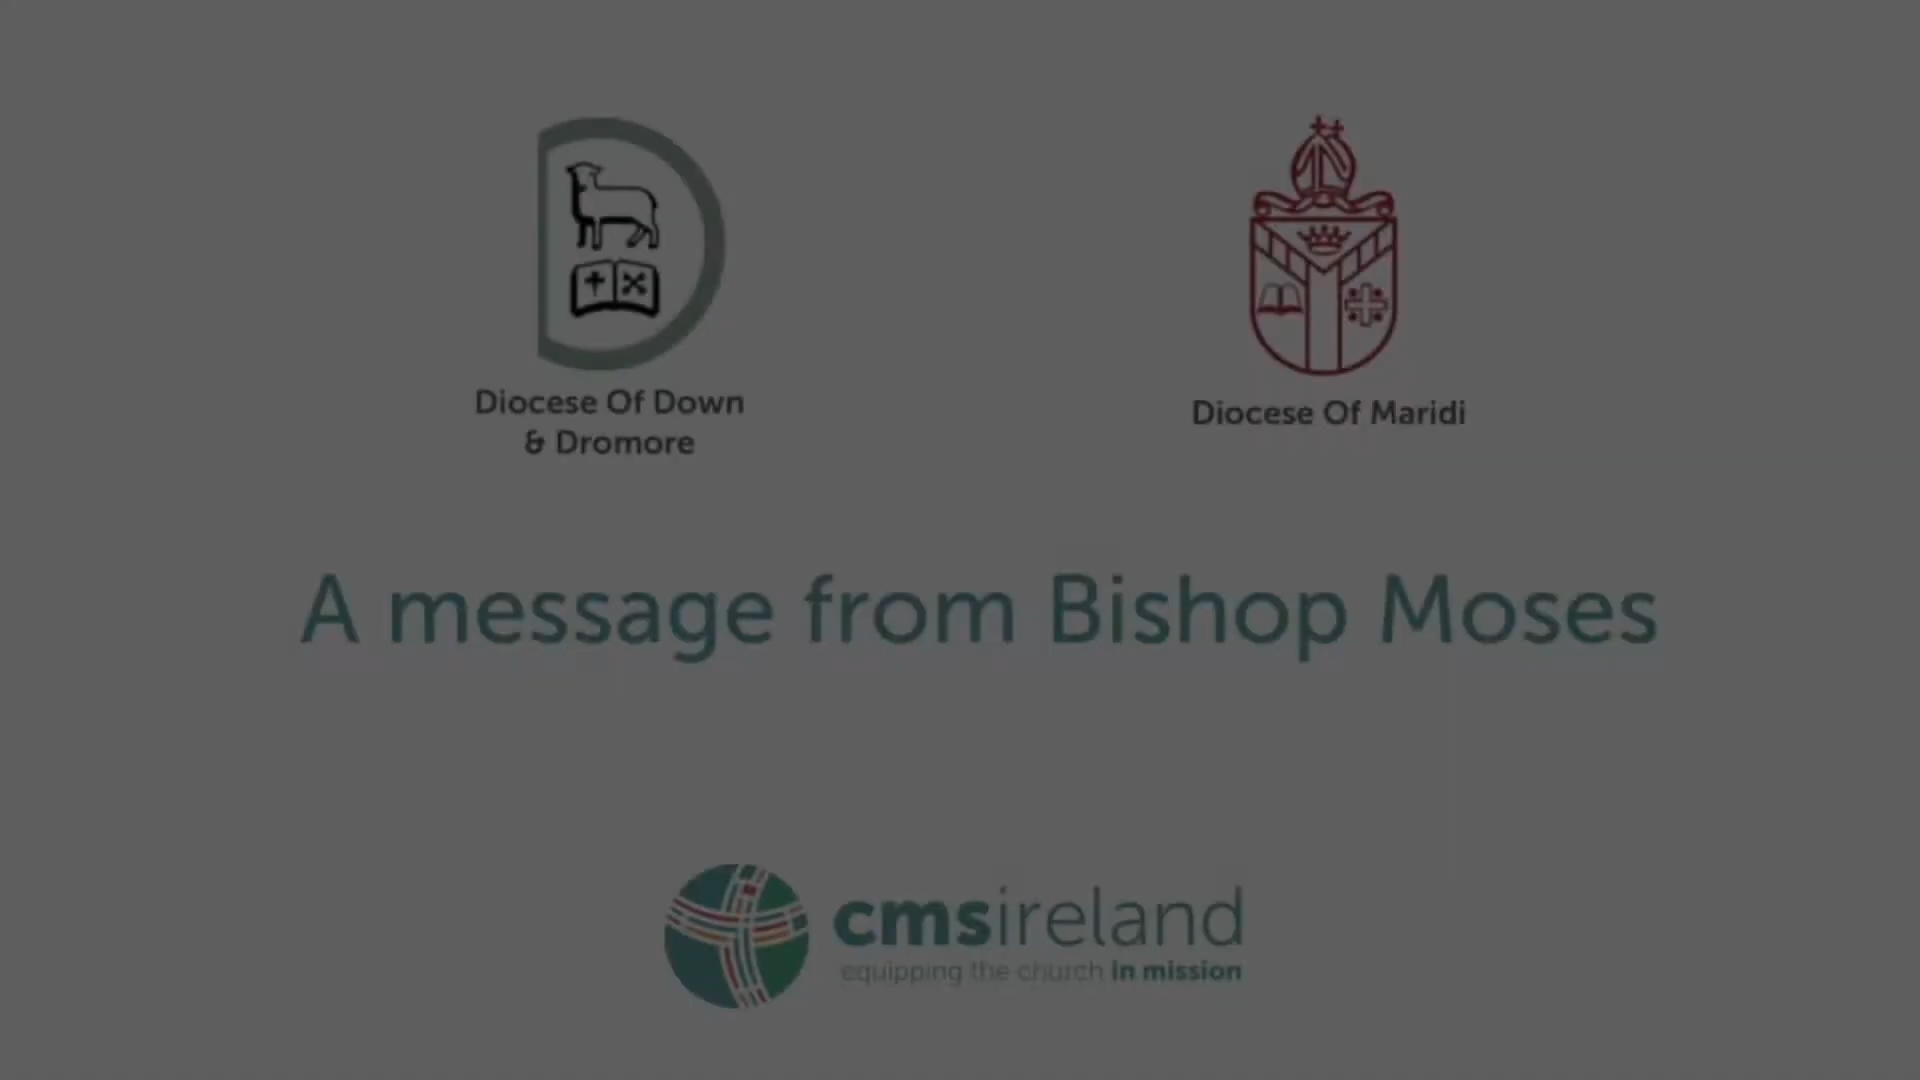 Diocese Of Down
& Dromore
Diocese Of Maridi
A message from Bishop Moses
cmsireland
equipping the church in mission